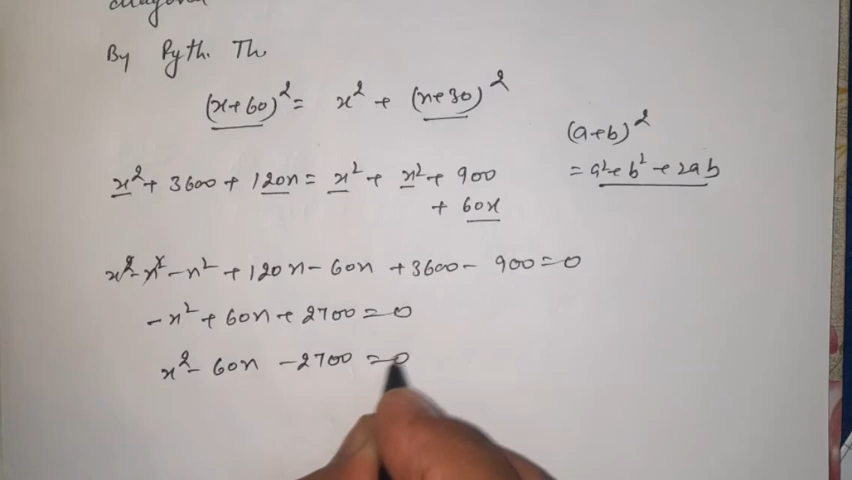 diagonal
By Pyth. Th
(x+60)² = x² + (x+30)²
(a+b)²
= a²+b²+2ab
x² + 3600 + 120x = x² + x² + 900
+ 60x
x² - x² - x² + 120x - 60x + 3600 - 900 = 0
-x² + 60x + 2700 = 0
x² - 60x - 2700 = 0